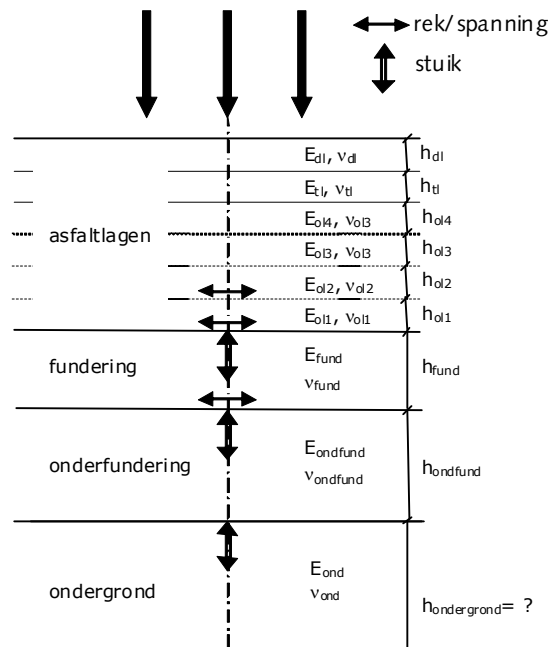 rek/spanning
stuik
E_dl, ν_dl h_dl
E_tl, ν_tl h_tl
E_ol4, ν_ol3 h_ol4
asfaltlagen E_ol3, ν_ol3 h_ol3
E_ol2, ν_ol2 h_ol2
E_ol1, ν_ol1 h_ol1
fundering E_fund h_fund
ν_fund
onderfundering E_ondfund h_ondfund
ν_ondfund
ondergrond E_ond
ν_ond h_ondergrond= ?